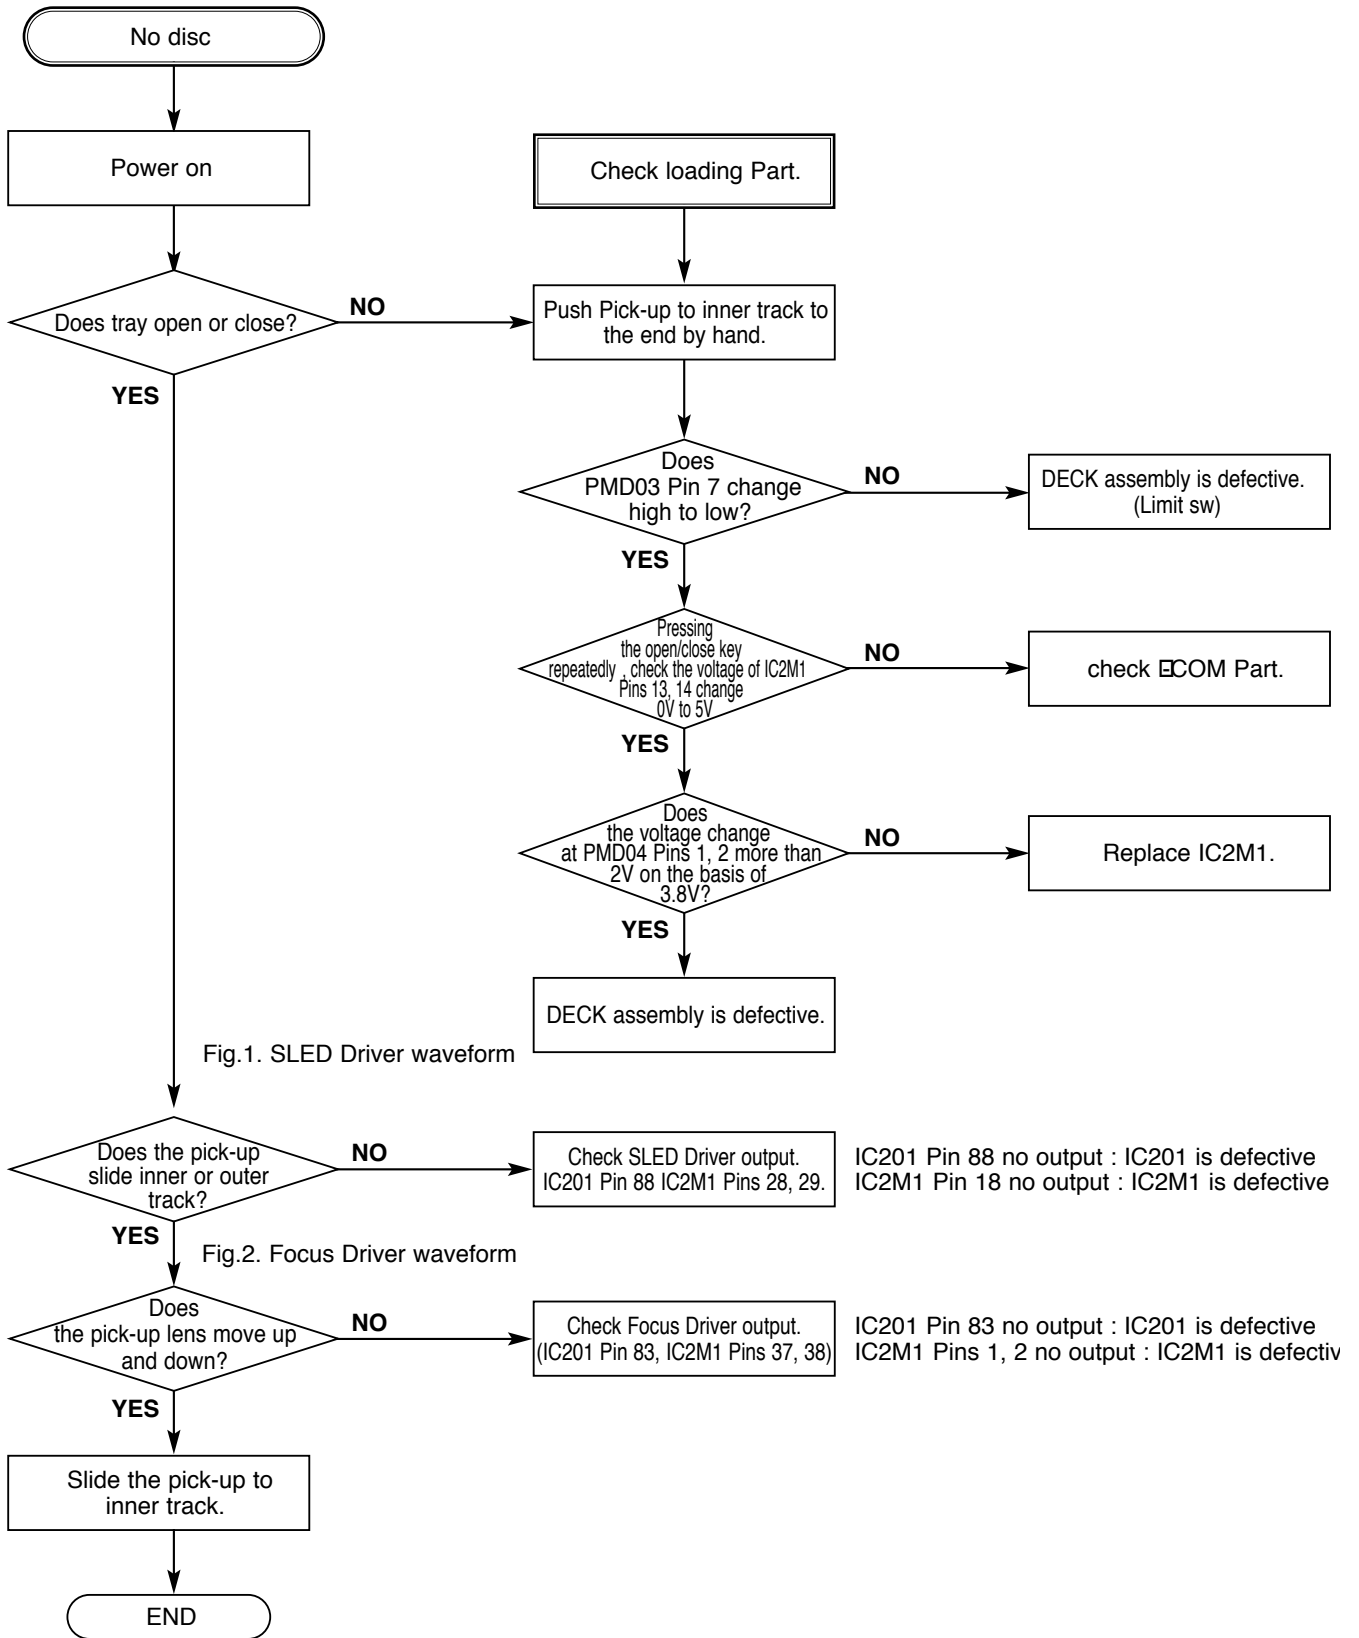 No disc
Power on
Does tray open or close?
NO
YES
Check loading Part.
Push Pick-up to inner track to
the end by hand.
Does
PMD03 Pin 7 change
high to low?
NO
DECK assembly is defective.
(Limit sw)
YES
Pressing
the open/close key
repeatedly , check the voltage of IC2M1
Pins 13, 14 change
0V to 5V
NO
check COM Part.
YES
Does
the voltage change
at PMD04 Pins 1, 2 more than
2V on the basis of
3.8V?
NO
Replace IC2M1.
YES
DECK assembly is defective.
Fig.1. SLED Driver waveform
Does the pick-up
slide inner or outer
track?
NO
Check SLED Driver output.
IC201 Pin 88 IC2M1 Pins 28, 29.
IC201 Pin 88 no output : IC201 is defective
IC2M1 Pin 18 no output : IC2M1 is defective
YES
Fig.2. Focus Driver waveform
Does
the pick-up lens move up
and down?
NO
Check Focus Driver output.
(IC201 Pin 83, IC2M1 Pins 37, 38)
IC201 Pin 83 no output : IC201 is defective
IC2M1 Pins 1, 2 no output : IC2M1 is defectiv
YES
Slide the pick-up to
inner track.
END